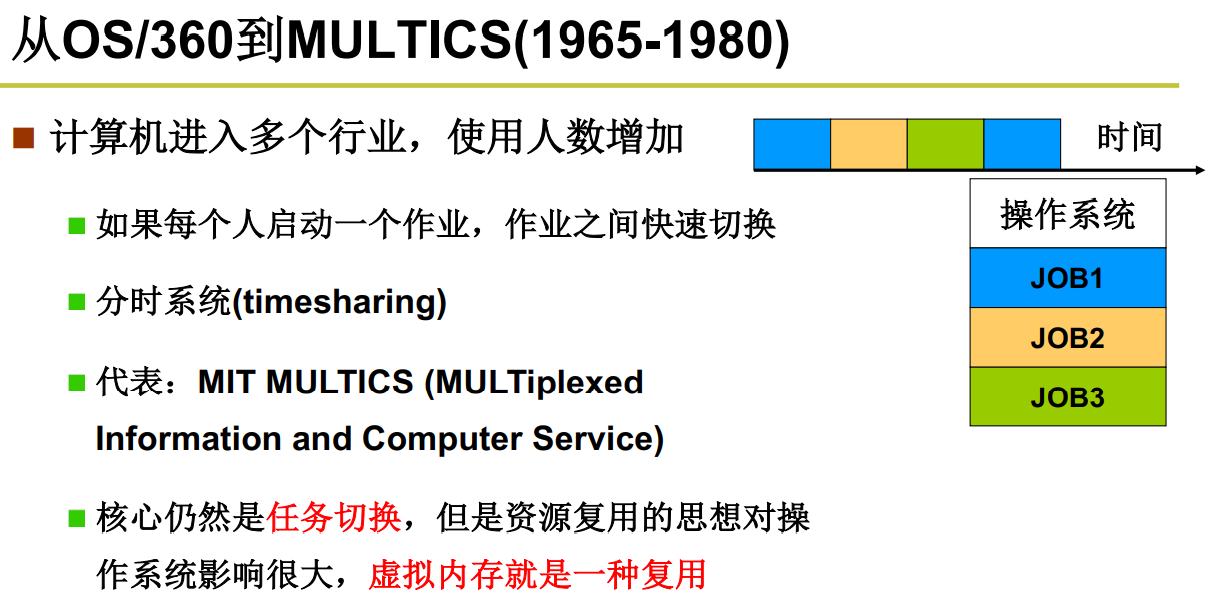 从OS/360到MULTICS(1965-1980)
计算机进入多个行业，使用人数增加
时间
如果每个人启动一个作业，作业之间快速切换
操作系统
JOB1
JOB2
JOB3
分时系统(timesharing)
代表：MIT MULTICS (MULTiplexed
Information and Computer Service)
核心仍然是任务切换，但是资源复用的思想对操
作系统影响很大，虚拟内存就是一种复用